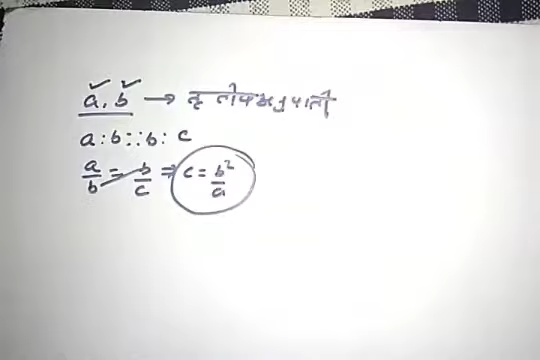 a, b → तृतीयअनुपाती
a : b :: b : c
a/b = b/c ⇒ c = b²/a